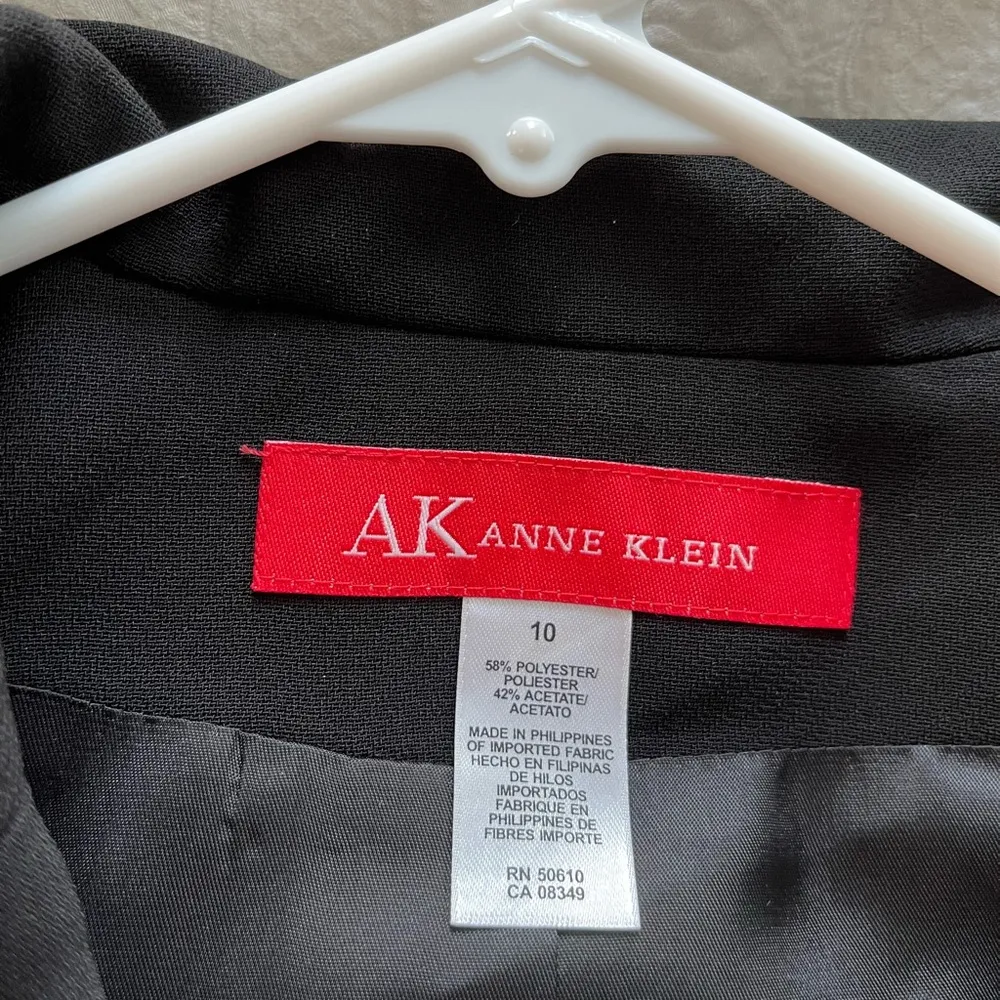 AK ANNE KLEIN
10
58% POLYESTER/
POLIESTER
42% ACETATE/
ACETATO
MADE IN PHILIPPINES
OF IMPORTED FABRIC
HECHO EN FILIPINAS
DE HILOS
IMPORTADOS
FABRIQUE EN
PHILIPPINES DE
FIBRES IMPORTE
RN 50610
CA 08349